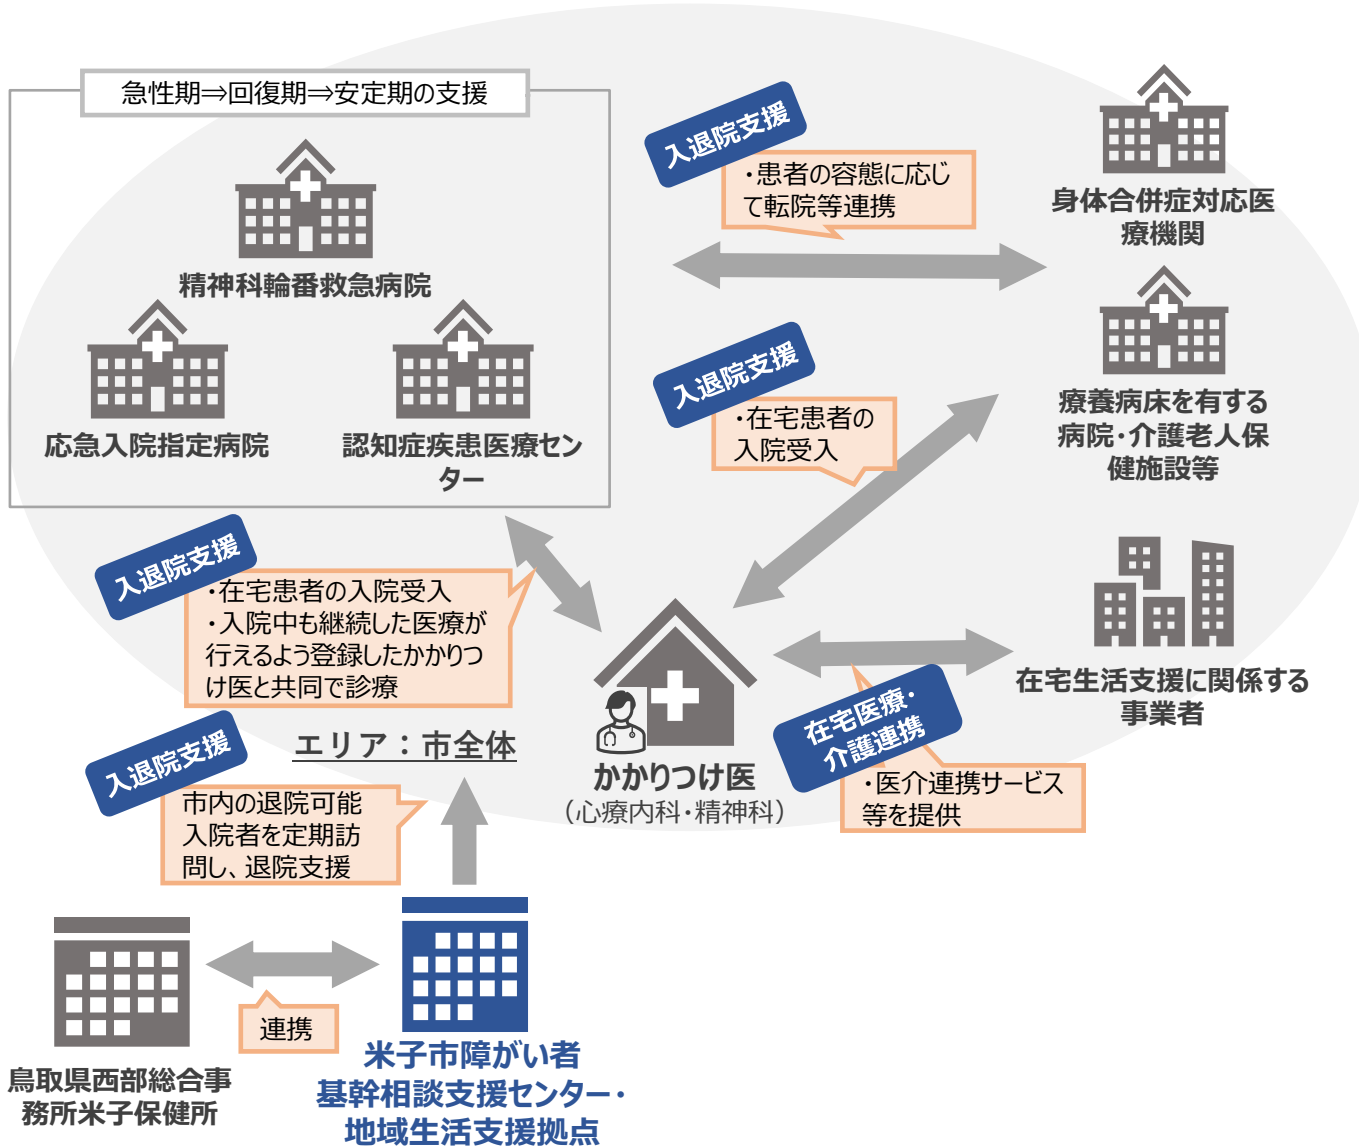 急性期⇒回復期⇒安定期の支援
精神科輪番救急病院
応急入院指定病院
認知症疾患医療セン
ター
入退院支援
・患者の容態に応じ
て転院等連携
身体合併症対応医
療機関
入退院支援
・在宅患者の
入院受入
療養病床を有する
病院・介護老人保
健施設等
入退院支援
・在宅患者の入院受入
・入院中も継続した医療が
行えるよう登録したかかりつ
け医と共同で診療
在宅生活支援に関係する
事業者
在宅医療・
介護連携
・医介連携サービス
等を提供
かかりつけ医
（心療内科・精神科）
エリア：市全体
入退院支援
市内の退院可能
入院者を定期訪
問し、退院支援
連携
鳥取県西部総合事
務所米子保健所
米子市障がい者
基幹相談支援センター・
地域生活支援拠点